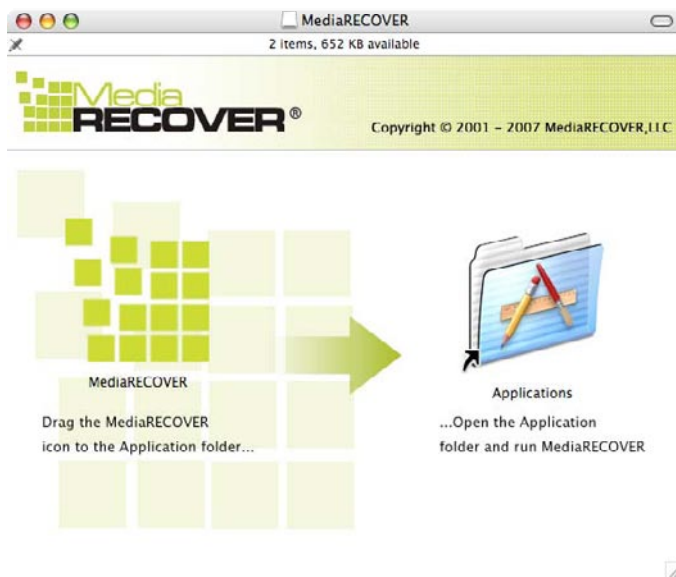 MediaRECOVER
2 items, 652 KB available
Media
RECOVER®
Copyright © 2001 – 2007 MediaRECOVER,LLC
MediaRECOVER
Applications
Drag the MediaRECOVER
icon to the Application folder...
...Open the Application
folder and run MediaRECOVER